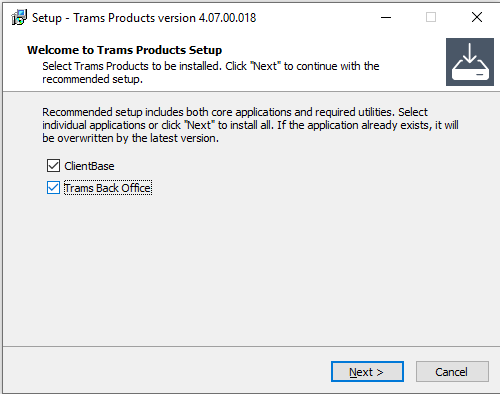 Setup - Trams Products version 4.07.00.018
Welcome to Trams Products Setup
Select Trams Products to be installed. Click "Next" to continue with the
recommended setup.
Recommended setup includes both core applications and required utilities. Select
individual applications or click "Next" to install all. If the application already exists, it will
be overwritten by the latest version.
ClientBase
Trams Back Office
Next >
Cancel